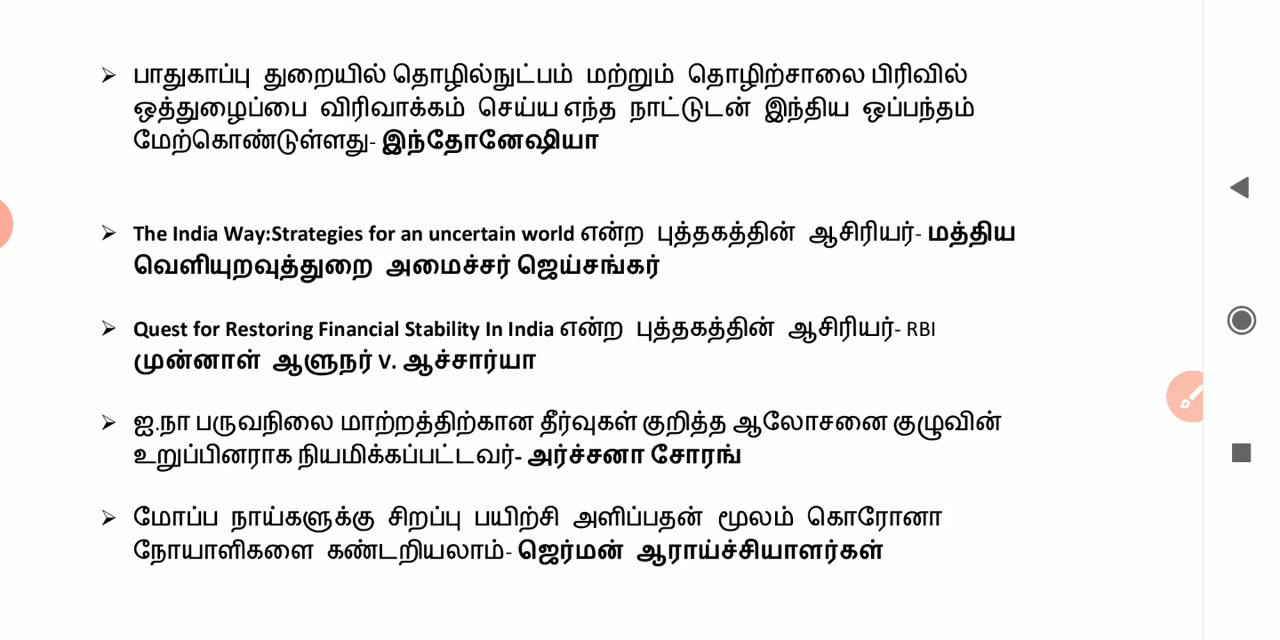 ➢ பாதுகாப்பு துறையில் தொழில்நுட்பம் மற்றும் தொழிற்சாலை பிரிவில்
ஒத்துழைப்பை விரிவாக்கம் செய்ய எந்த நாட்டுடன் இந்திய ஒப்பந்தம்
மேற்கொண்டுள்ளது- இந்தோனேஷியா
➢ The India Way:Strategies for an uncertain world என்ற புத்தகத்தின் ஆசிரியர்- மத்திய
வெளியுறவுத்துறை அமைச்சர் ஜெய்சங்கர்
➢ Quest for Restoring Financial Stability In India என்ற புத்தகத்தின் ஆசிரியர்- RBI
முன்னாள் ஆளுநர் V. ஆச்சார்யா
➢ ஐ.நா பருவநிலை மாற்றத்திற்கான தீர்வுகள் குறித்த ஆலோசனை குழுவின்
உறுப்பினராக நியமிக்கப்பட்டவர்- அர்ச்சனா சோரங்
➢ மோப்ப நாய்களுக்கு சிறப்பு பயிற்சி அளிப்பதன் மூலம் கொரோனா
நோயாளிகளை கண்டறியலாம்- ஜெர்மன் ஆராய்ச்சியாளர்கள்